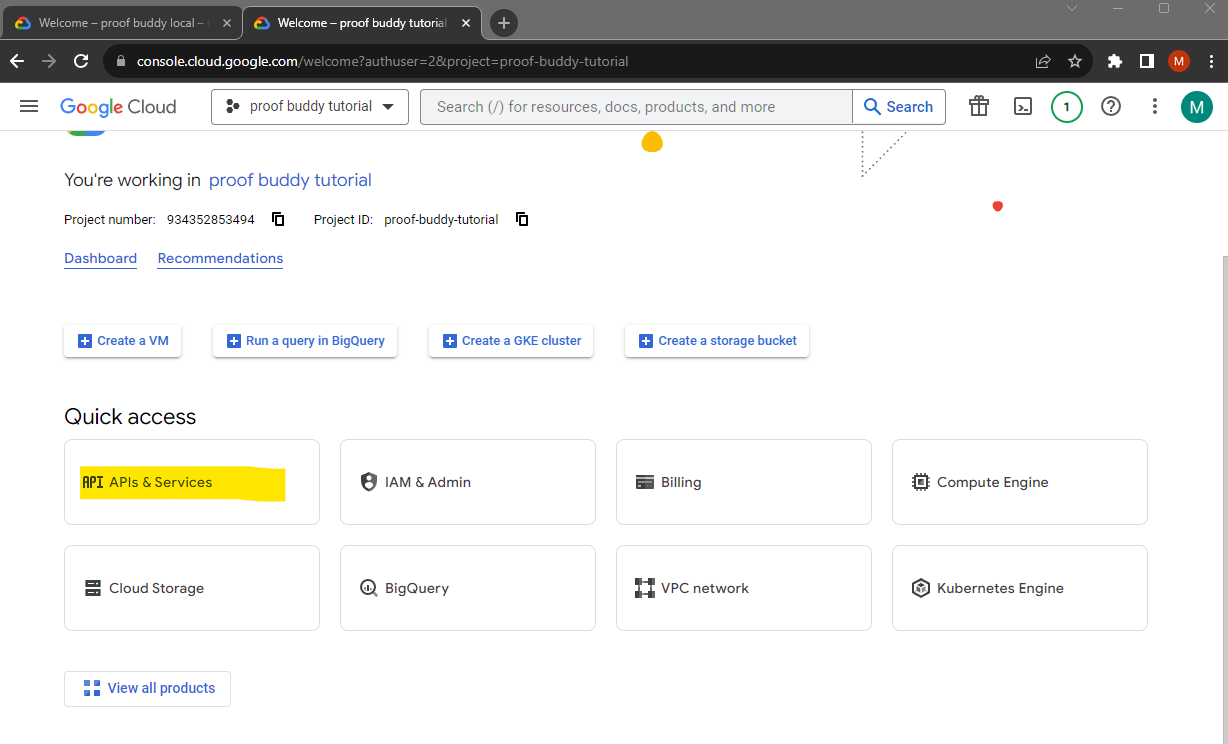 Welcome – proof buddy local –
Welcome – proof buddy tutorial
console.cloud.google.com/welcome?authuser=2&project=proof-buddy-tutorial
M
Google Cloud
proof buddy tutorial
Search (/) for resources, docs, products, and more
Search
1
M
You're working in proof buddy tutorial
Project number: 934352853494
Project ID: proof-buddy-tutorial
Dashboard
Recommendations
Create a VM
Run a query in BigQuery
Create a GKE cluster
Create a storage bucket
Quick access
API APIs & Services
IAM & Admin
Billing
Compute Engine
Cloud Storage
BigQuery
VPC network
Kubernetes Engine
View all products